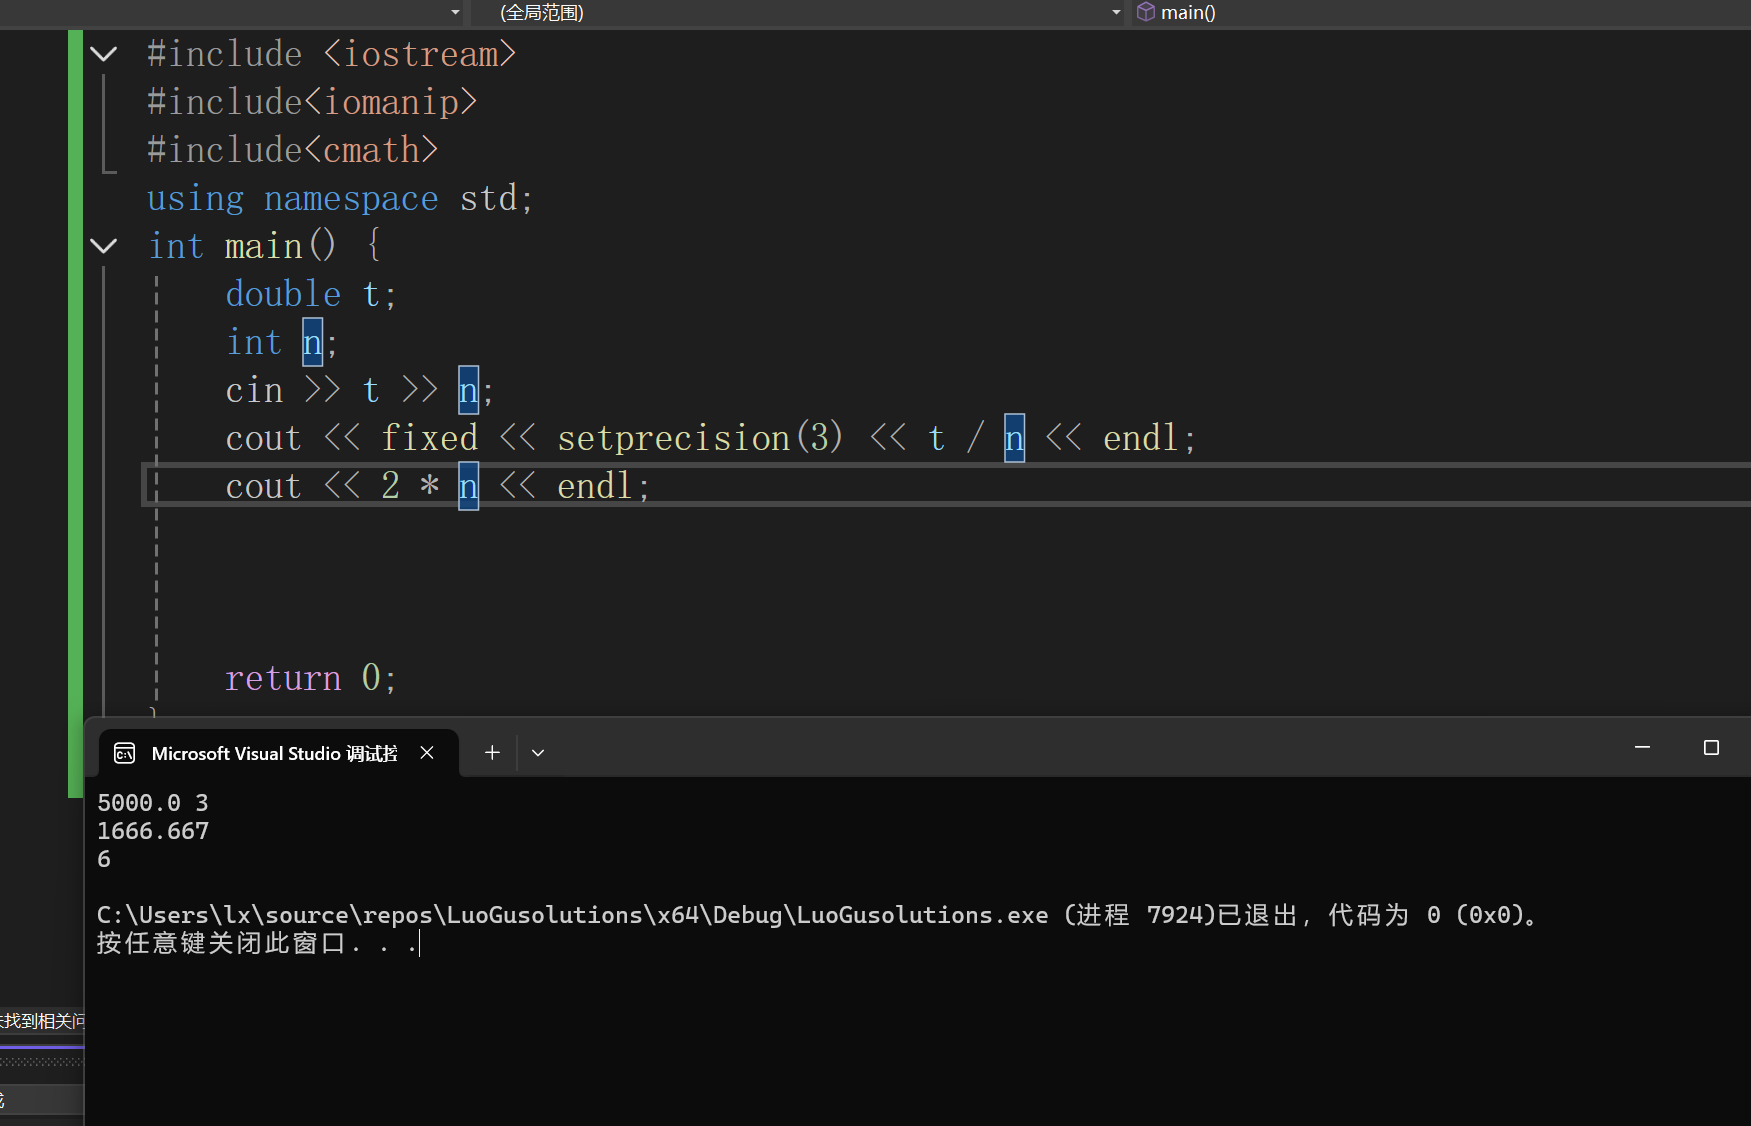 (全局范围) main()
#include <iostream>
#include<iomanip>
#include<cmath>
using namespace std;
int main() {
double t;
int n;
cin >> t >> n;
cout << fixed << setprecision(3) << t / n << endl;
cout << 2 * n << endl;
return 0;
}
Microsoft Visual Studio 调试控
5000.0 3
1666.667
6
C:\Users\lx\source\repos\LuoGusolutions\x64\Debug\LuoGusolutions.exe (进程 7924)已退出，代码为 0 (0x0)。
按任意键关闭此窗口. . .
找到相关问